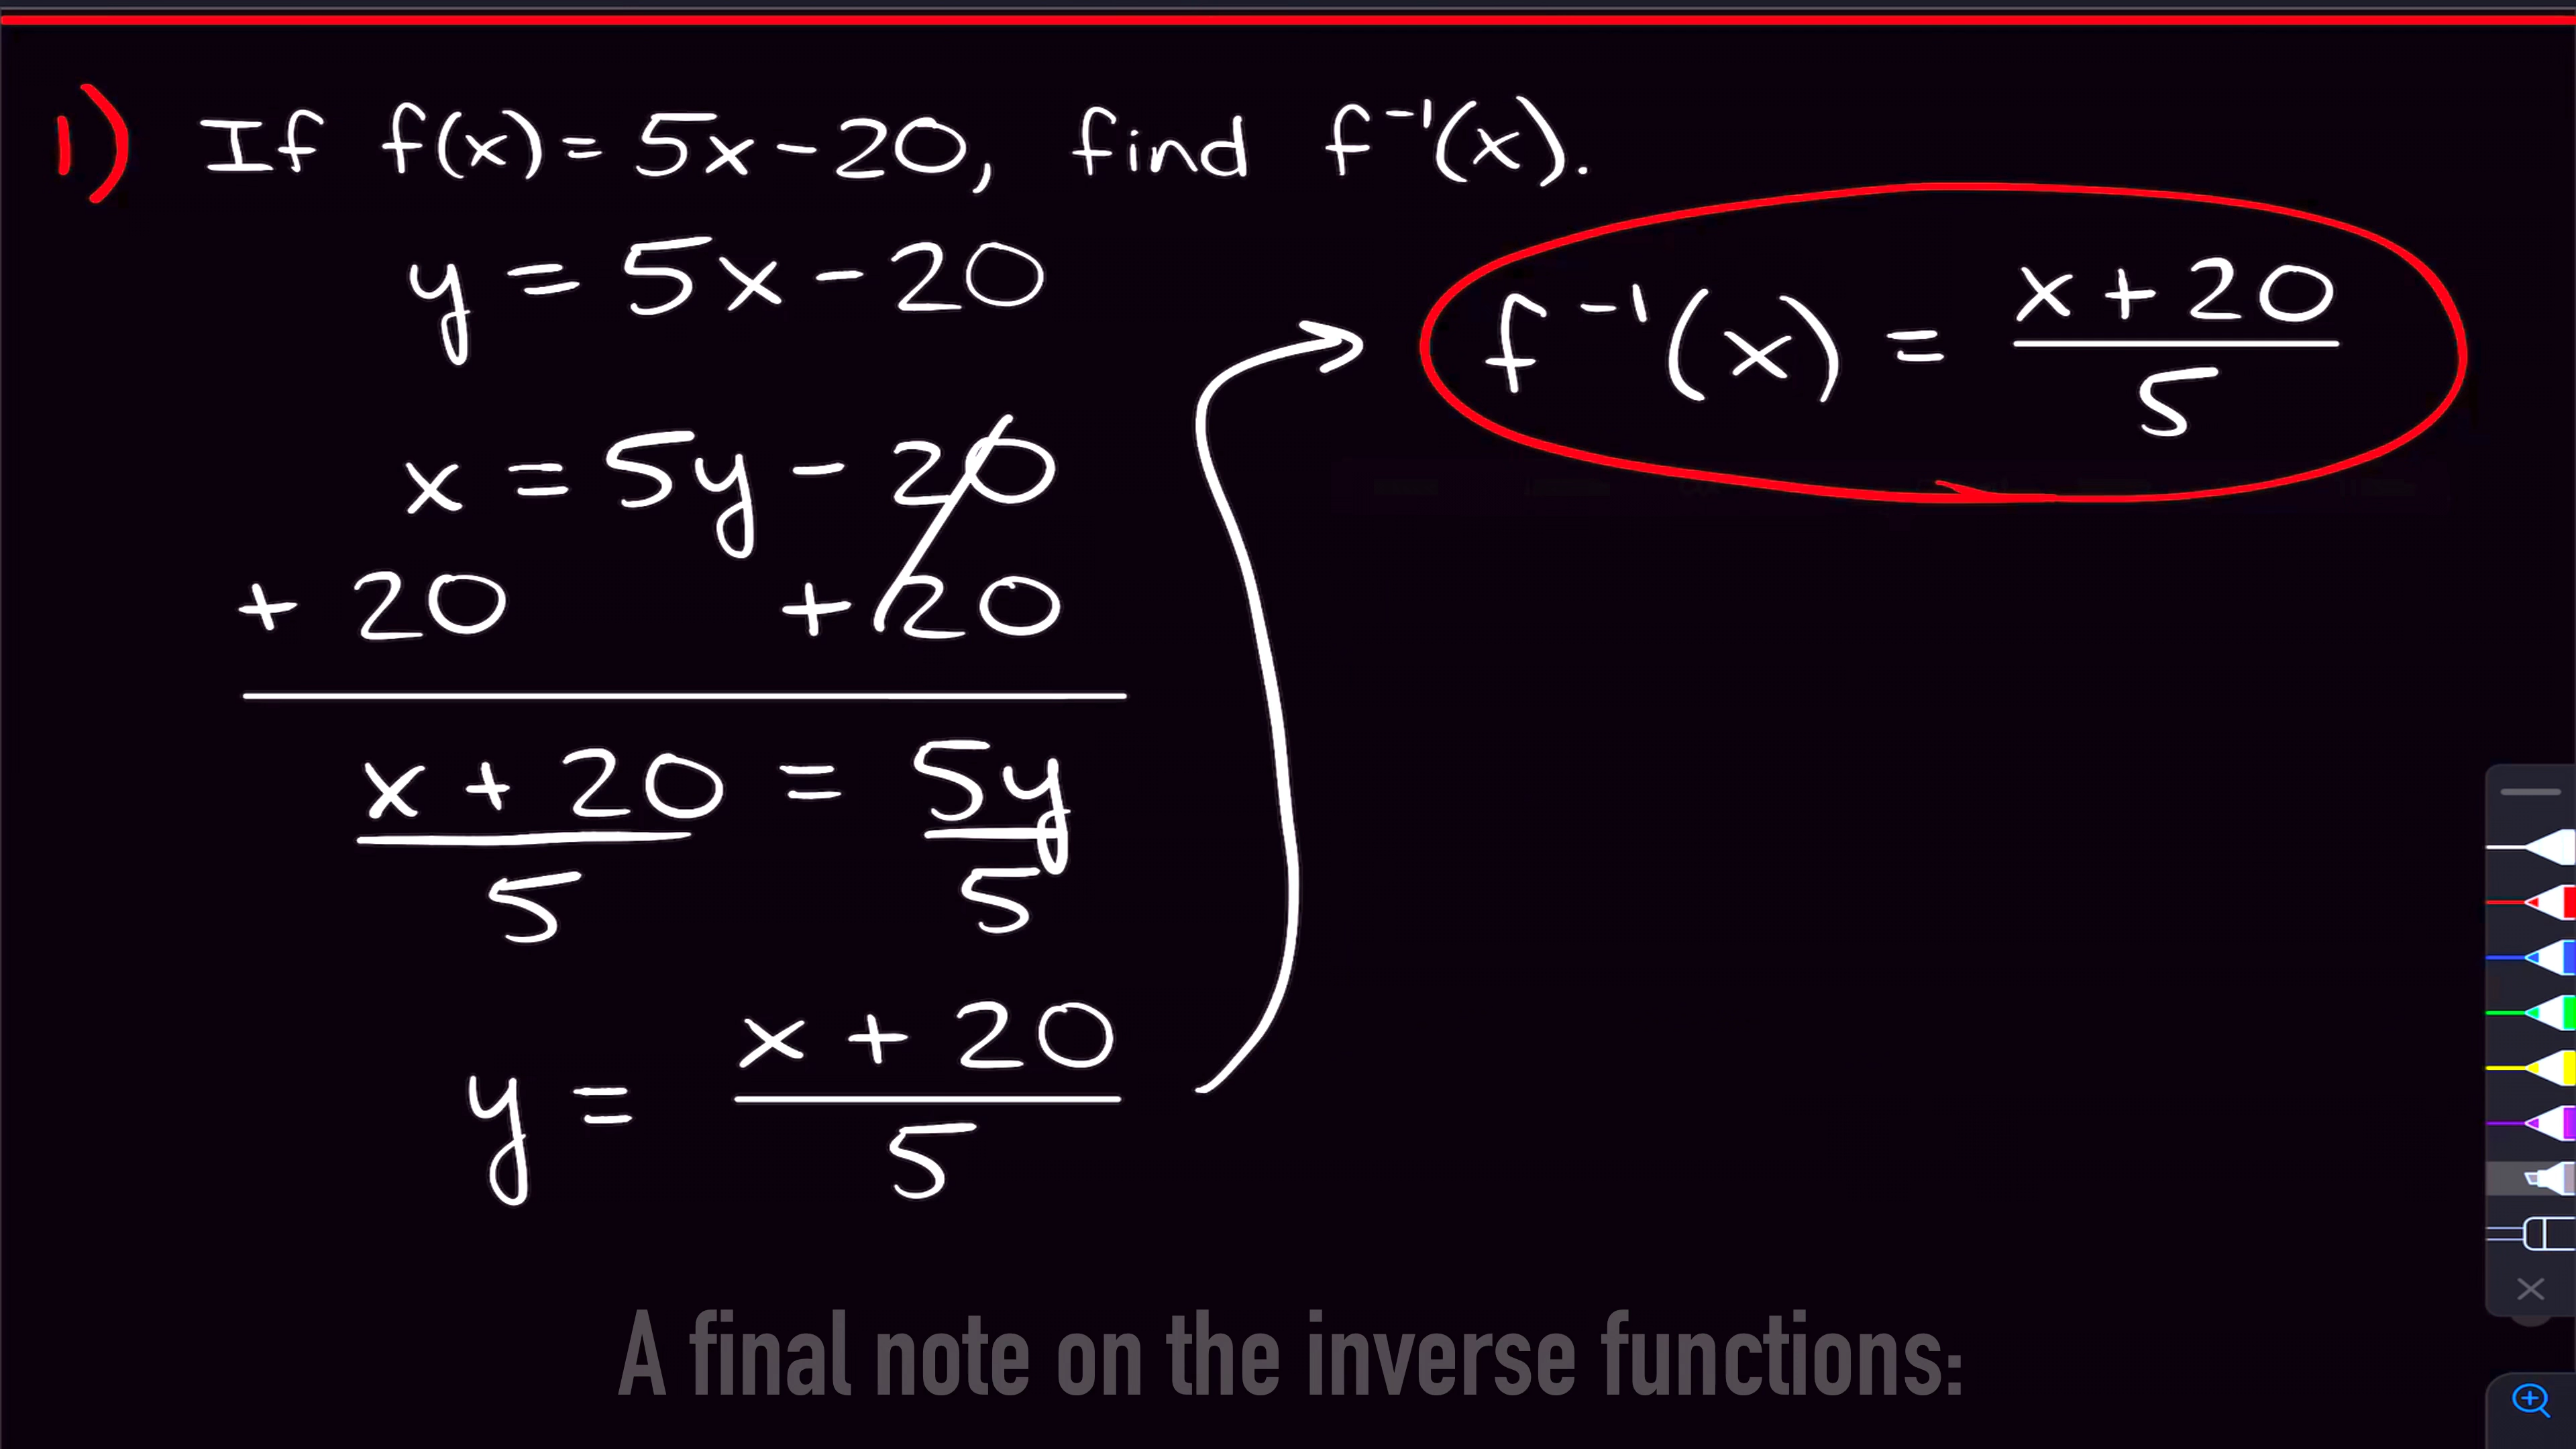 1) If f(x) = 5x - 20, find f⁻¹(x).
y = 5x - 20
x = 5y - 20
+ 20 + 20
x + 20 = 5y
5 5
y = x + 20
5
f⁻¹(x) = x + 20
5
A final note on the inverse functions: